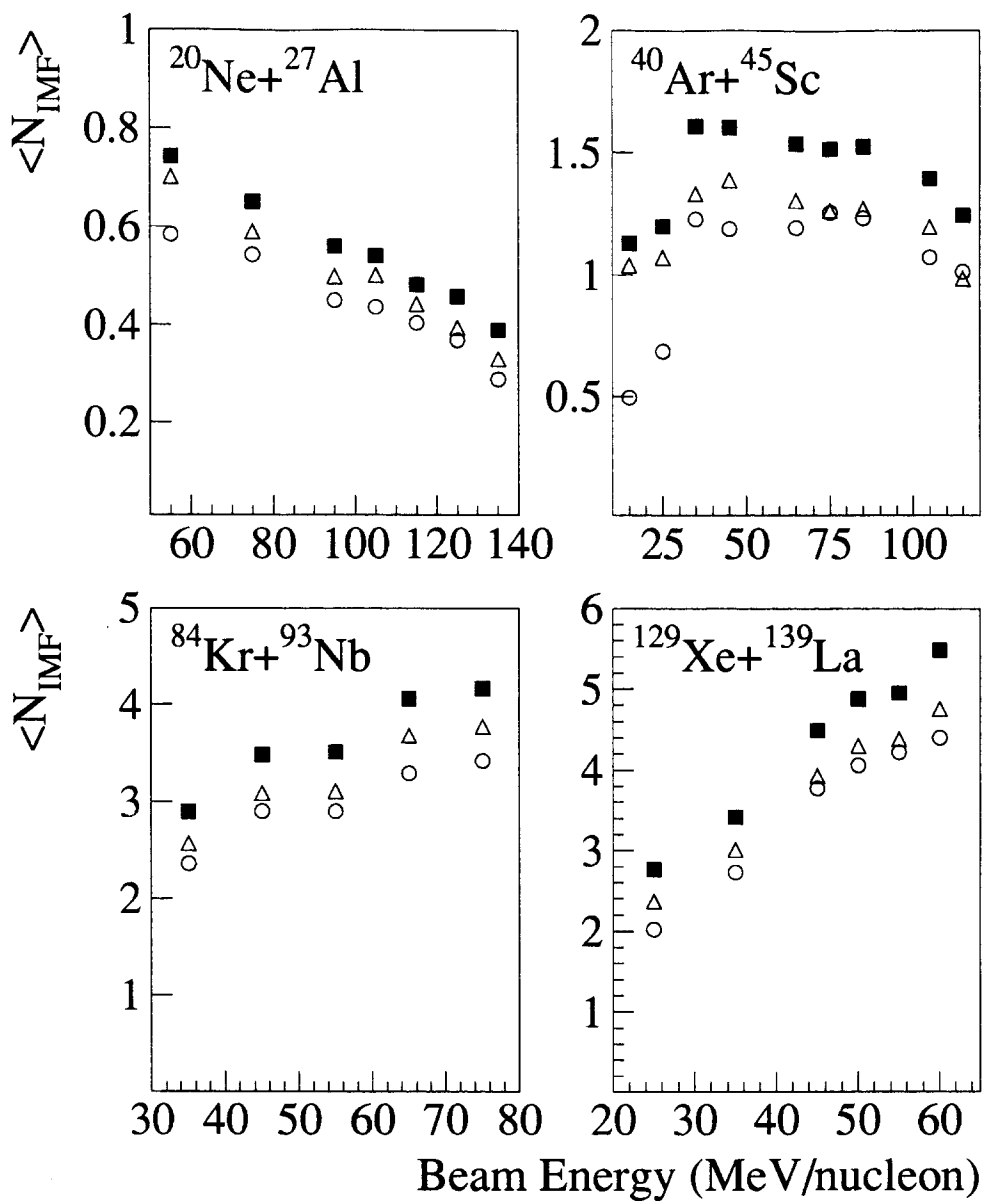 <N_IMF>
1
0.8
0.6
0.4
0.2
²⁰Ne+²⁷Al
60 80 100 120 140
2
1.5
1
0.5
⁴⁰Ar+⁴⁵Sc
25 50 75 100
<N_IMF>
5
4
3
2
1
⁸⁴Kr+⁹³Nb
30 40 50 60 70 80
6
5
4
3
2
1
¹²⁹Xe+¹³⁹La
20 30 40 50 60
Beam Energy (MeV/nucleon)